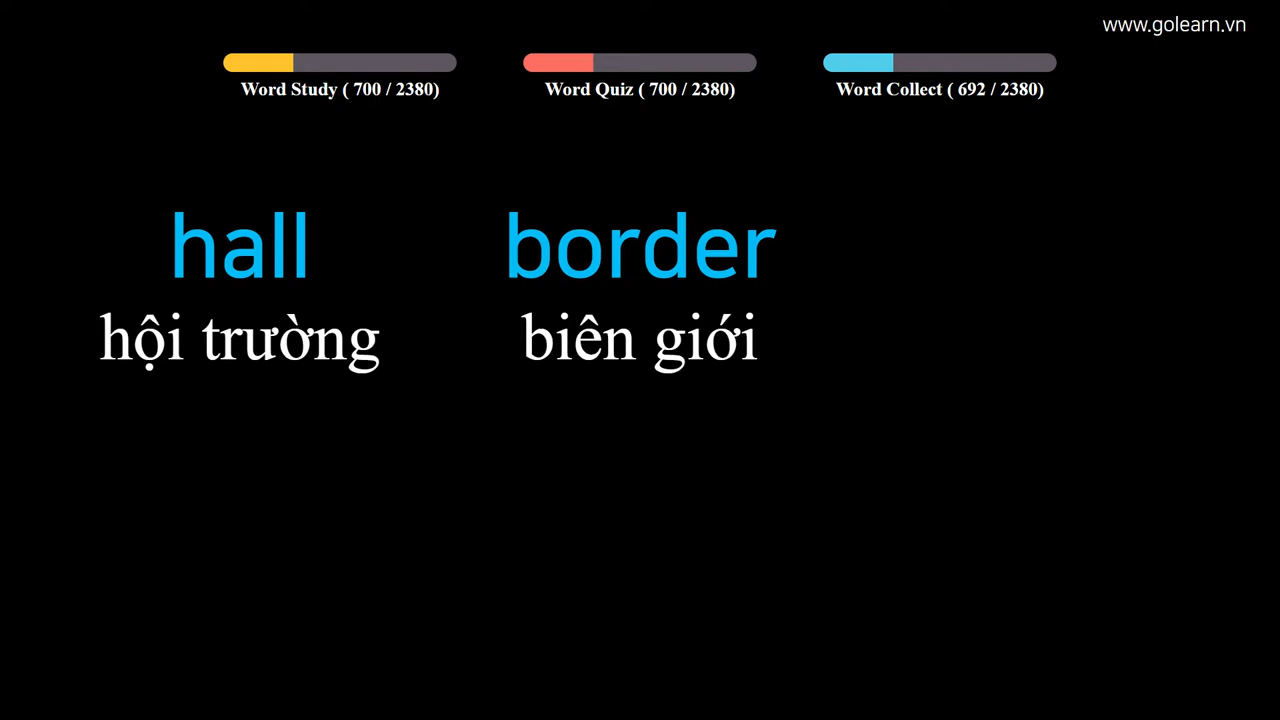 www.golearn.vn
Word Study ( 700 / 2380)
Word Quiz ( 700 / 2380)
Word Collect ( 692 / 2380)
hall
border
hội trường
biên giới